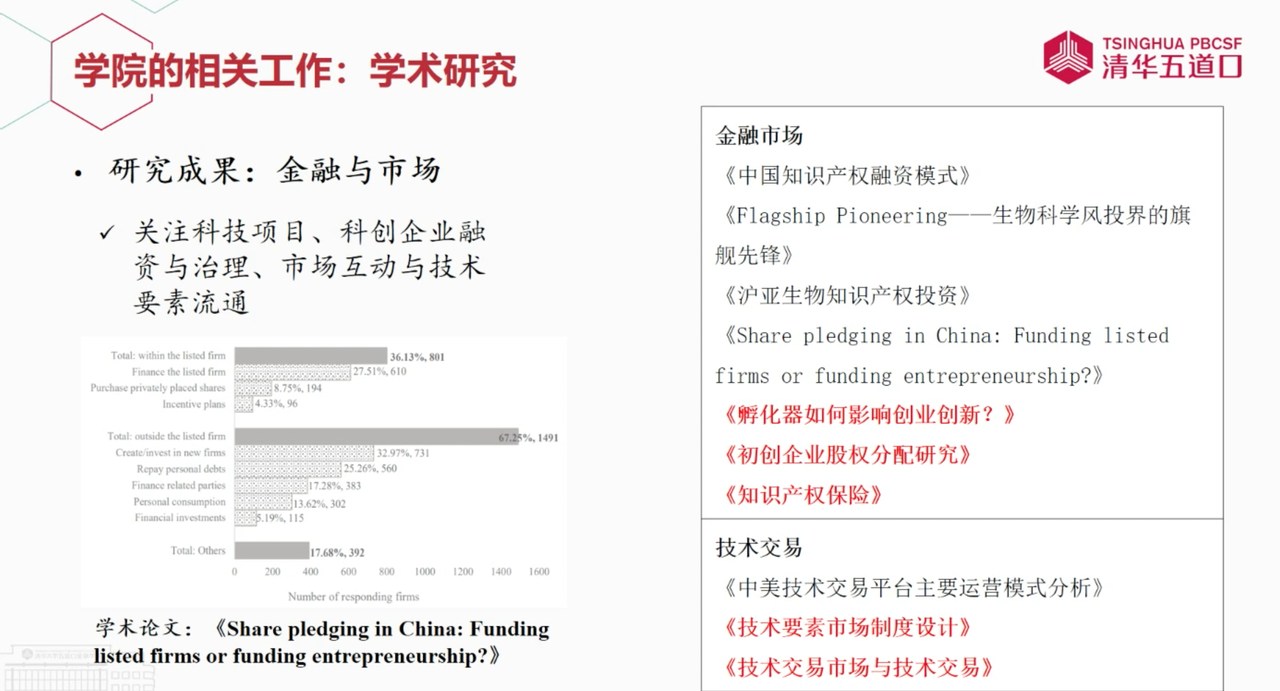 学院的相关工作：学术研究
TSINGHUA PBCSF
清华五道口
• 研究成果：金融与市场
✓ 关注科技项目、科创企业融
资与治理、市场互动与技术
要素流通
Total: within the listed firm 36.13%, 801
Finance the listed firm 27.51%, 610
Purchase privately placed shares 8.75%, 194
Incentive plans 4.33%, 96
Total: outside the listed firm 67.25%, 1491
Create/invest in new firms 32.97%, 731
Repay personal debts 25.26%, 560
Finance related parties 17.28%, 383
Personal consumption 13.62%, 302
Financial investments 5.19%, 115
Total: Others 17.68%, 392
0 200 400 600 800 1000 1200 1400 1600
Number of responding firms
学术论文：《Share pledging in China: Funding
listed firms or funding entrepreneurship?》
金融市场
《中国知识产权融资模式》
《Flagship Pioneering——生物科学风投界的旗
舰先锋》
《沪亚生物知识产权投资》
《Share pledging in China: Funding listed
firms or funding entrepreneurship?》
《孵化器如何影响创业创新？》
《初创企业股权分配研究》
《知识产权保险》
技术交易
《中美技术交易平台主要运营模式分析》
《技术要素市场制度设计》
《技术交易市场与技术交易》